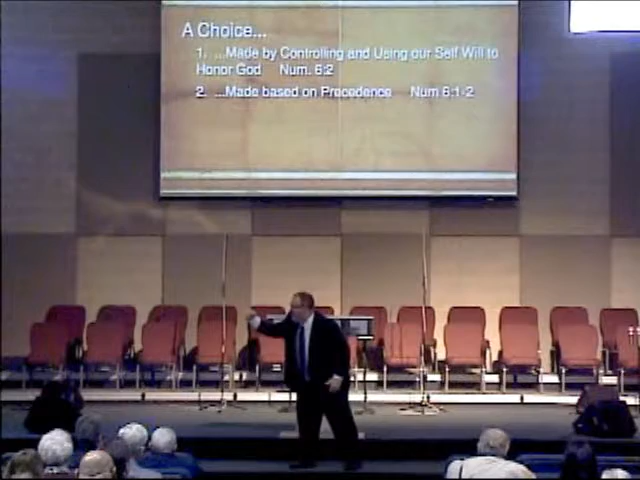 A Choice...
1. ...Made by Controlling and Using our Self Will to
Honor God Num. 6:2
2. ...Made based on Precedence Num 6:1-2